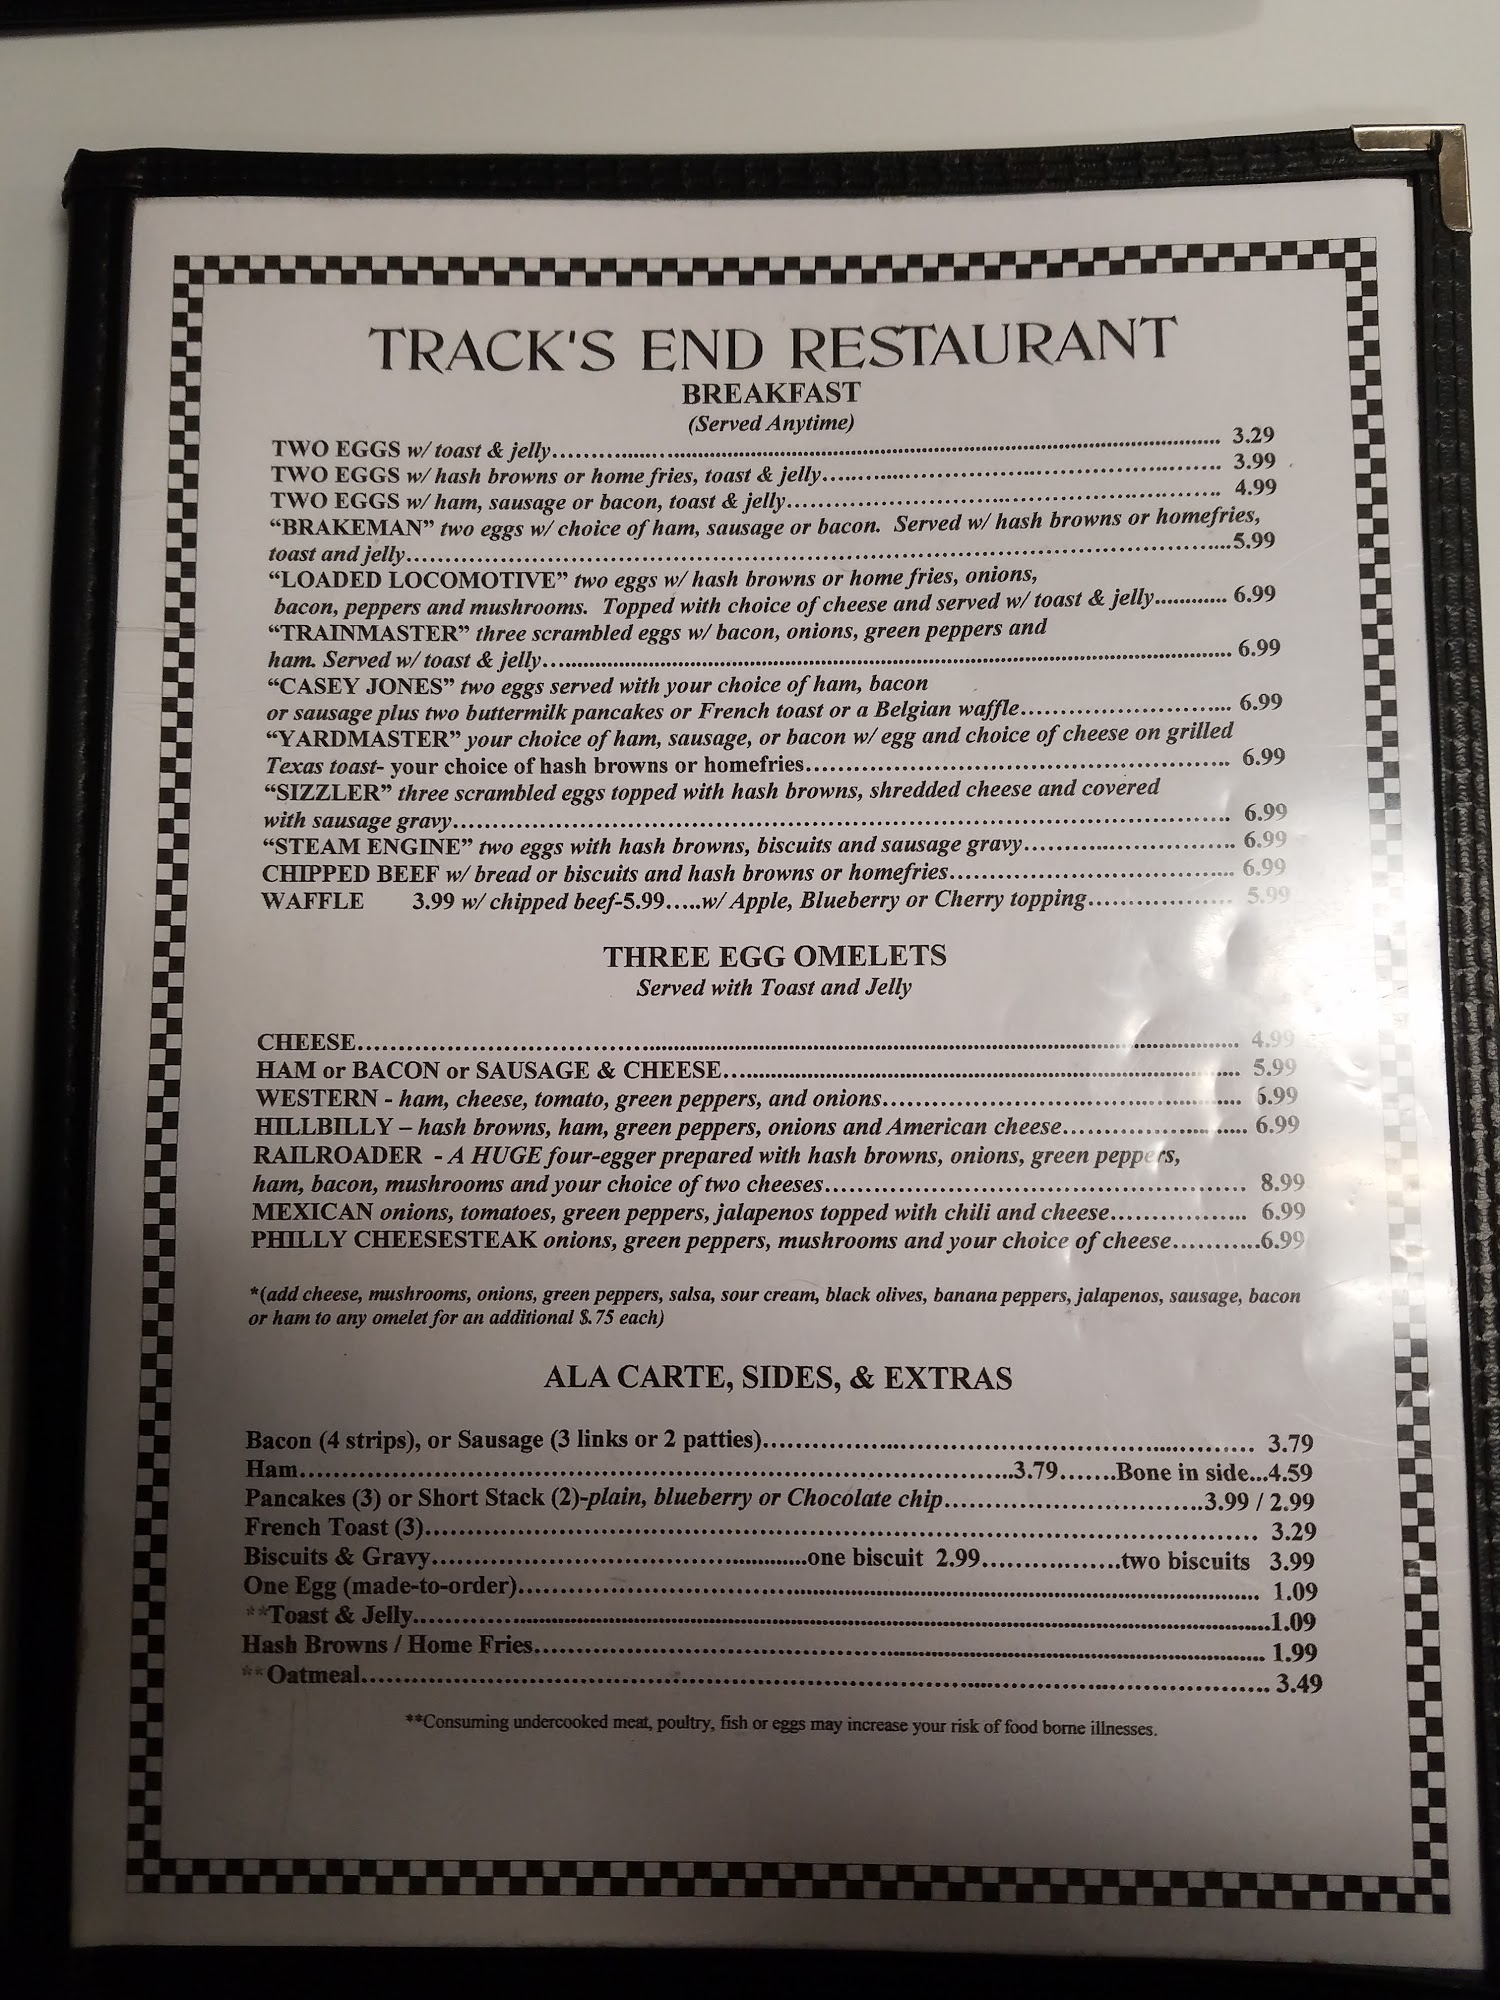 TRACK'S END RESTAURANT
BREAKFAST
(Served Anytime)
TWO EGGS w/ toast & jelly........ 3.29
TWO EGGS w/ hash browns or home fries, toast & jelly........ 3.99
TWO EGGS w/ ham, sausage or bacon, toast & jelly........ 4.99
“BRAKEMAN” two eggs w/ choice of ham, sausage or bacon. Served w/ hash browns or homefries,
toast and jelly........5.99
“LOADED LOCOMOTIVE” two eggs w/ hash browns or home fries, onions,
bacon, peppers and mushrooms. Topped with choice of cheese and served w/ toast & jelly........ 6.99
“TRAINMASTER” three scrambled eggs w/ bacon, onions, green peppers and
ham. Served w/ toast & jelly........ 6.99
“CASEY JONES” two eggs served with your choice of ham, bacon
or sausage plus two buttermilk pancakes or French toast or a Belgian waffle........ 6.99
“YARDMASTER” your choice of ham, sausage, or bacon w/ egg and choice of cheese on grilled
Texas toast- your choice of hash browns or homefries........ 6.99
“SIZZLER” three scrambled eggs topped with hash browns, shredded cheese and covered
with sausage gravy........ 6.99
“STEAM ENGINE” two eggs with hash browns, biscuits and sausage gravy........ 6.99
CHIPPED BEEF w/ bread or biscuits and hash browns or homefries........ 6.99
WAFFLE 3.99 w/ chipped beef-5.99.....w/ Apple, Blueberry or Cherry topping........ 5.99
THREE EGG OMELETS
Served with Toast and Jelly
CHEESE........ 4.99
HAM or BACON or SAUSAGE & CHEESE........ 5.99
WESTERN - ham, cheese, tomato, green peppers, and onions........ 6.99
HILLBILLY – hash browns, ham, green peppers, onions and American cheese........ 6.99
RAILROADER - A HUGE four-egger prepared with hash browns, onions, green peppers,
ham, bacon, mushrooms and your choice of two cheeses........ 8.99
MEXICAN onions, tomatoes, green peppers, jalapenos topped with chili and cheese........ 6.99
PHILLY CHEESESTEAK onions, green peppers, mushrooms and your choice of cheese........6.99
*(add cheese, mushrooms, onions, green peppers, salsa, sour cream, black olives, banana peppers, jalapenos, sausage, bacon
or ham to any omelet for an additional $.75 each)
ALA CARTE, SIDES, & EXTRAS
Bacon (4 strips), or Sausage (3 links or 2 patties)........ 3.79
Ham........3.79.......Bone in side...4.59
Pancakes (3) or Short Stack (2)-plain, blueberry or Chocolate chip........3.99 / 2.99
French Toast (3)........ 3.29
Biscuits & Gravy........one biscuit 2.99........two biscuits 3.99
One Egg (made-to-order)........ 1.09
**Toast & Jelly........1.09
Hash Browns / Home Fries........ 1.99
**Oatmeal........ 3.49
**Consuming undercooked meat, poultry, fish or eggs may increase your risk of food borne illnesses.